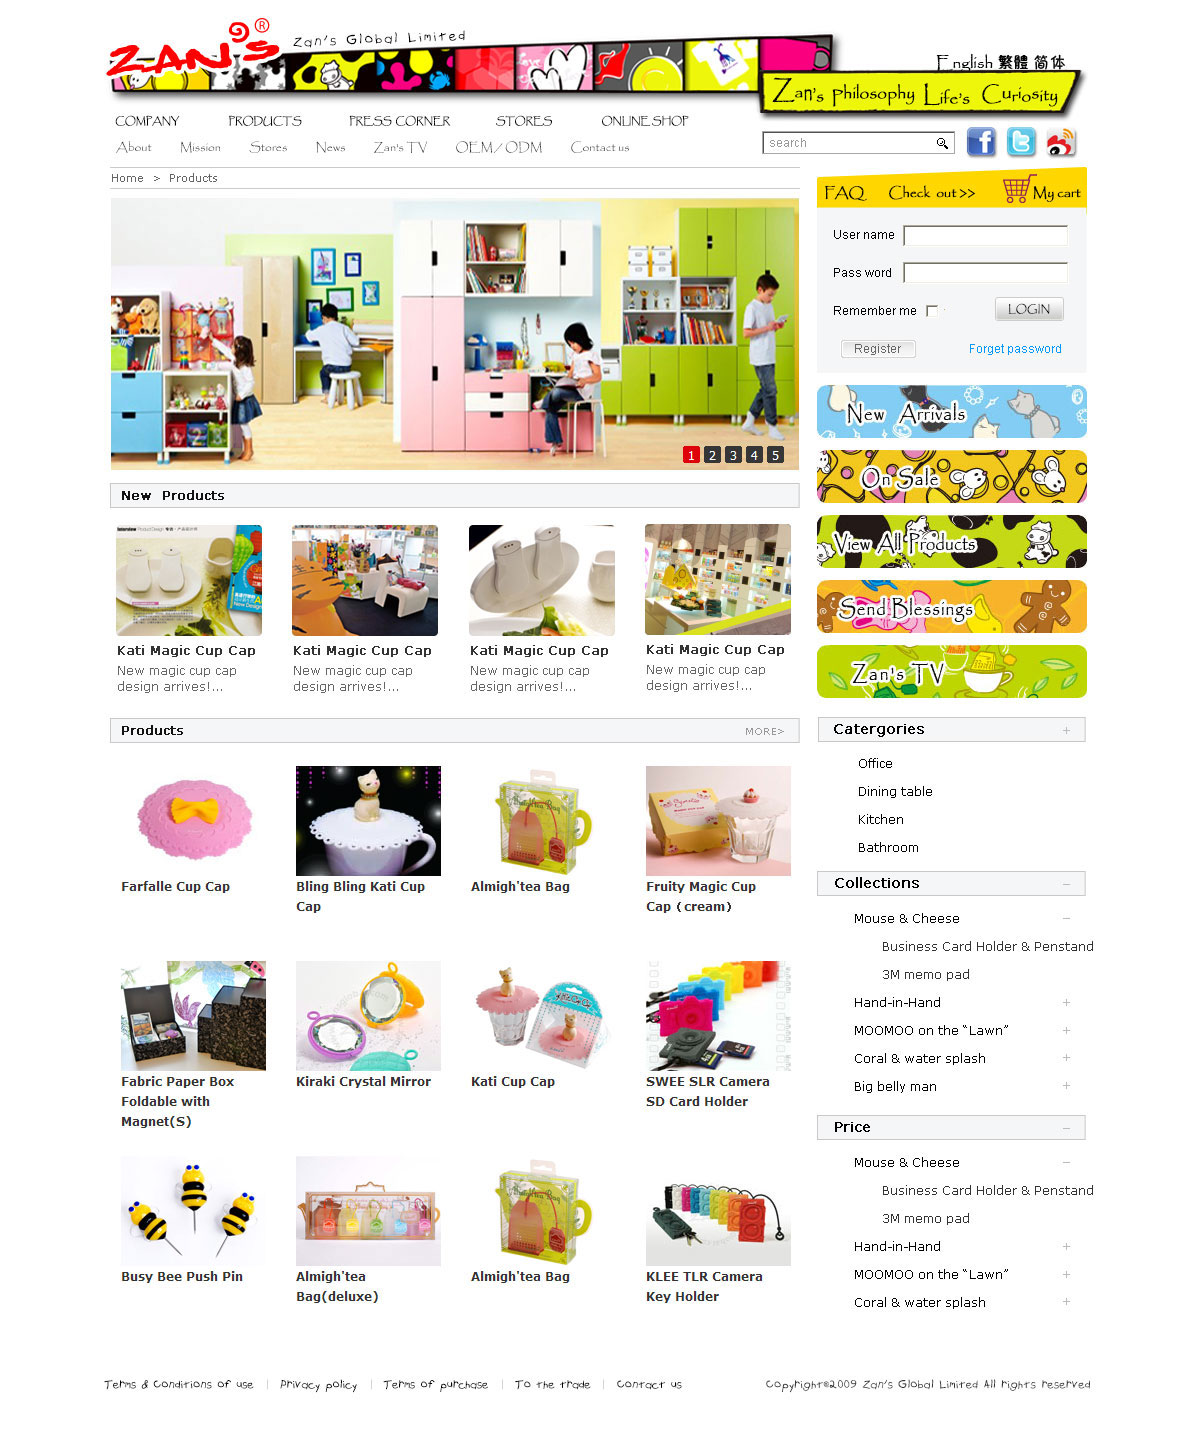 ZAN'S ®
Zan's Global Limited
English 繁體 简体
Zan's philosophy Life's Curiosity
COMPANY PRODUCTS PRESS CORNER STORES ONLINE SHOP
About Mission Stores News Zan's TV OEM/ODM Contact us
search
Home > Products
FAQ Check out>> My cart
User name
Pass word
Remember me
LOGIN
Register Forget password
1 2 3 4 5
New Arrivals
On Sale
View All Products
Send Blessings
Zan's TV
New Products
Kati Magic Cup Cap
New magic cup cap
design arrives!...
Kati Magic Cup Cap
New magic cup cap
design arrives!...
Kati Magic Cup Cap
New magic cup cap
design arrives!...
Kati Magic Cup Cap
New magic cup cap
design arrives!...
Products MORE>
Farfalle Cup Cap
Bling Bling Kati Cup
Cap
Almigh'tea Bag
Fruity Magic Cup
Cap (cream)
Fabric Paper Box
Foldable with
Magnet(S)
Kiraki Crystal Mirror
Kati Cup Cap
SWEE SLR Camera
SD Card Holder
Busy Bee Push Pin
Almigh'tea
Bag(deluxe)
Almigh'tea Bag
KLEE TLR Camera
Key Holder
Catergories +
Office
Dining table
Kitchen
Bathroom
Collections −
Mouse & Cheese −
Business Card Holder & Penstand
3M memo pad
Hand-in-Hand +
MOOMOO on the “Lawn” +
Coral & water splash +
Big belly man +
Price −
Mouse & Cheese −
Business Card Holder & Penstand
3M memo pad
Hand-in-Hand +
MOOMOO on the “Lawn” +
Coral & water splash +
Terms & Conditions of use | Privacy policy | Terms of purchase | To the trade | Contact us
Copyright©2009 Zan's Global Limited All rights reserved